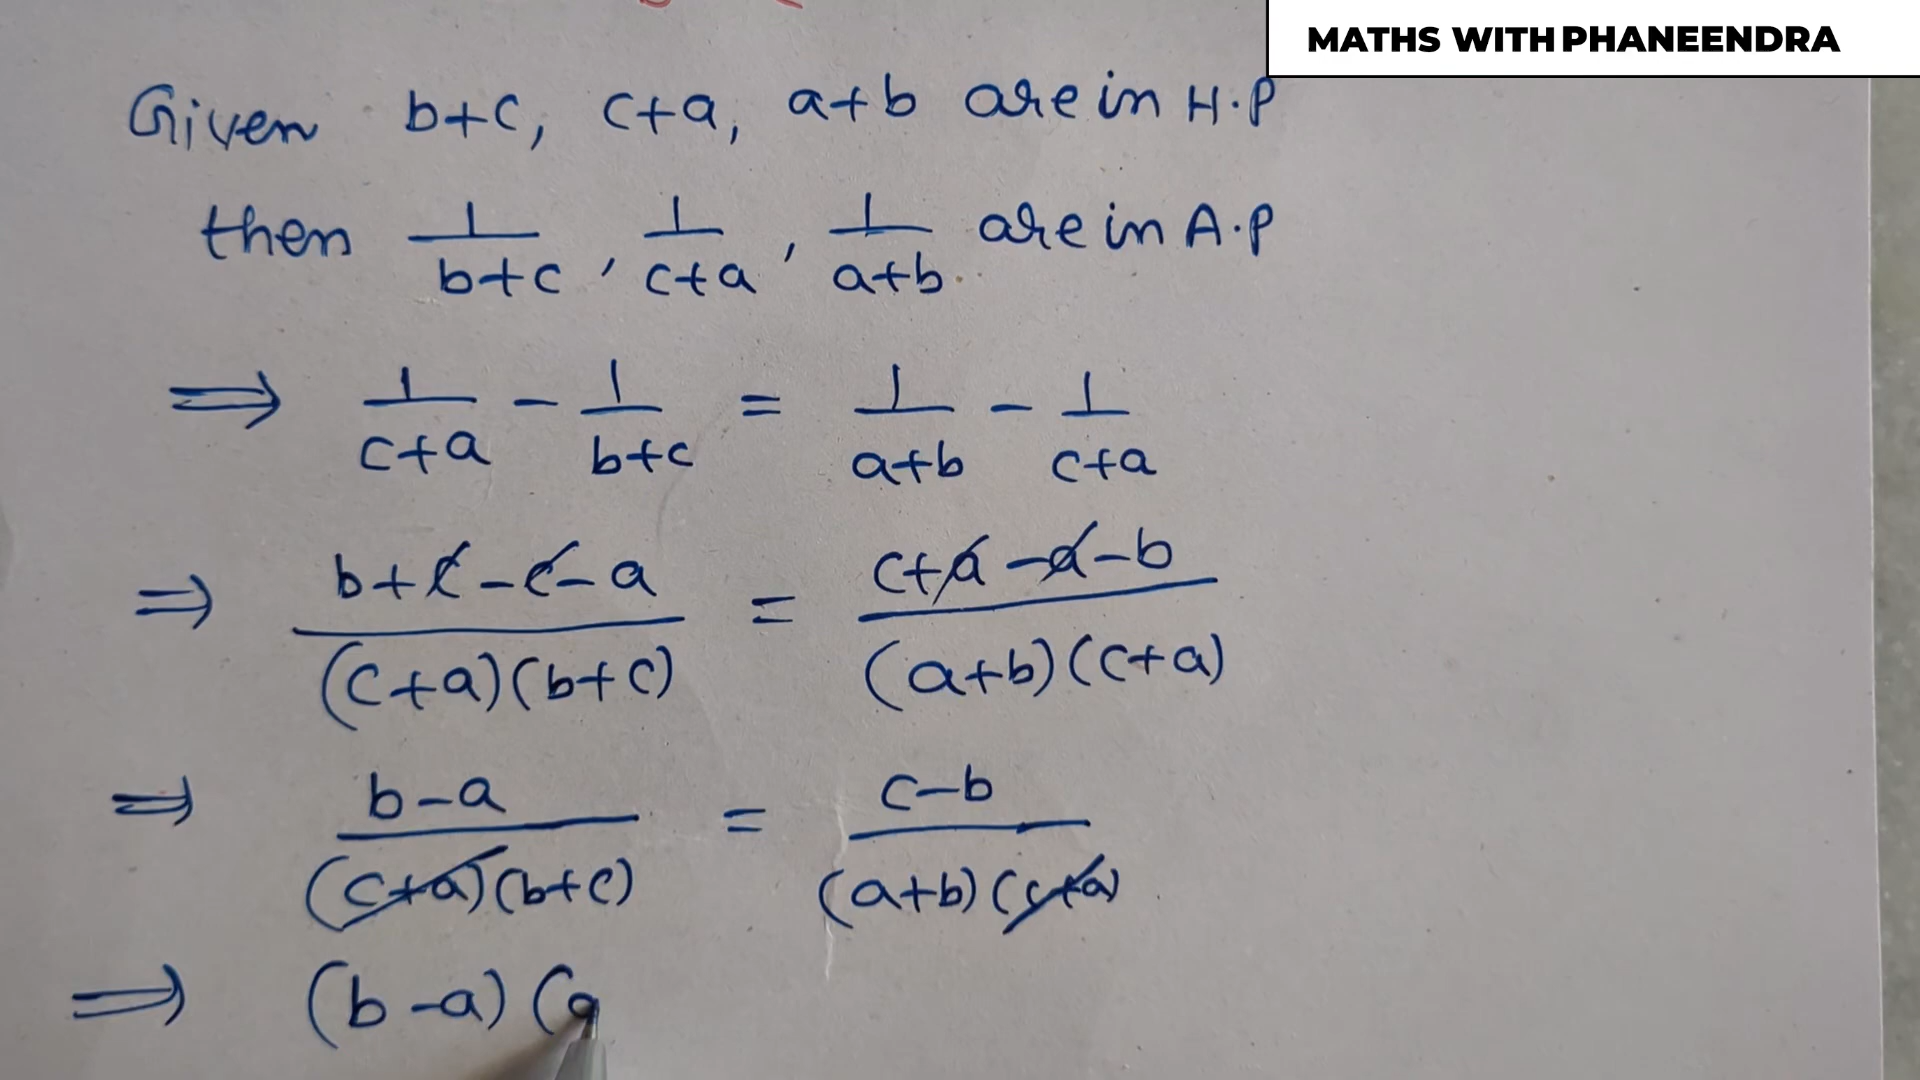 MATHS WITH PHANEENDRA
Given b+c, c+a, a+b are in H.P
then 1/(b+c), 1/(c+a), 1/(a+b) are in A.P
⇒ 1/(c+a) - 1/(b+c) = 1/(a+b) - 1/(c+a)
⇒ (b+c-c-a)/((c+a)(b+c)) = (c+a-a-b)/((a+b)(c+a))
⇒ (b-a)/((c+a)(b+c)) = (c-b)/((a+b)(c+a))
⇒ (b-a)(a